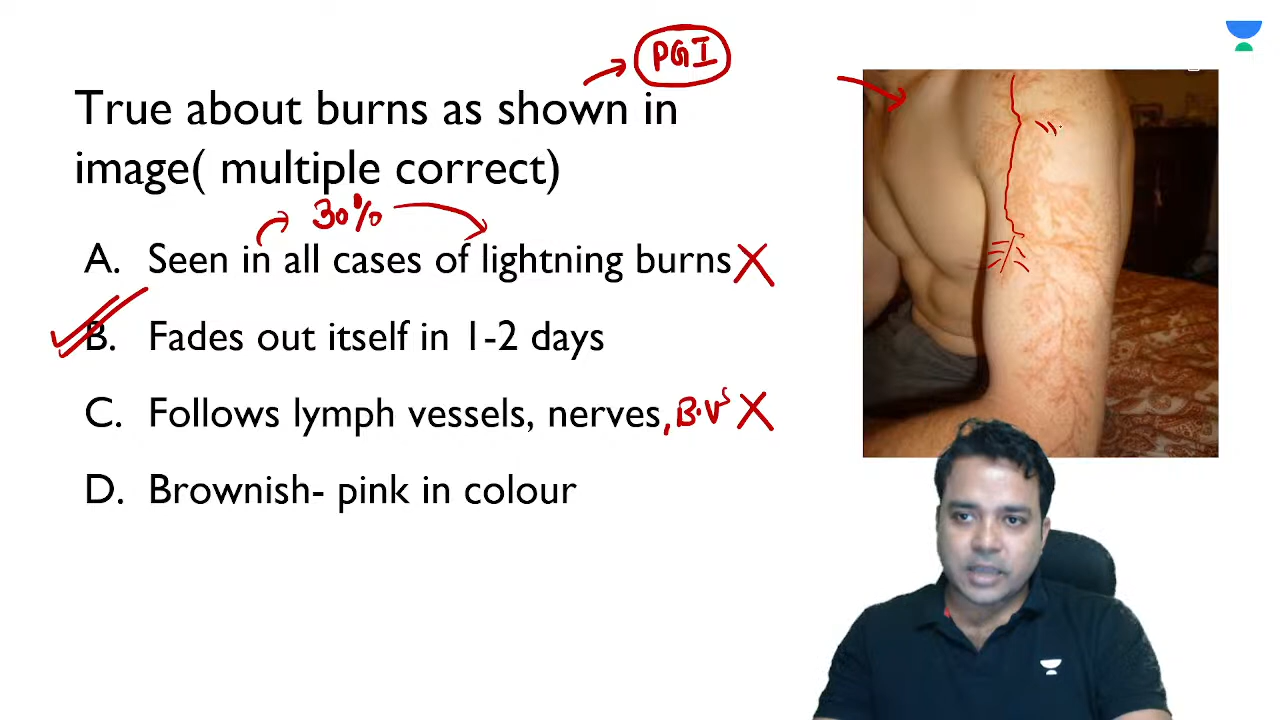 PGI
True about burns as shown in
image( multiple correct)
30%
A. Seen in all cases of lightning burns X
B. Fades out itself in 1-2 days
C. Follows lymph vessels, nerves, B.Vs X
D. Brownish- pink in colour